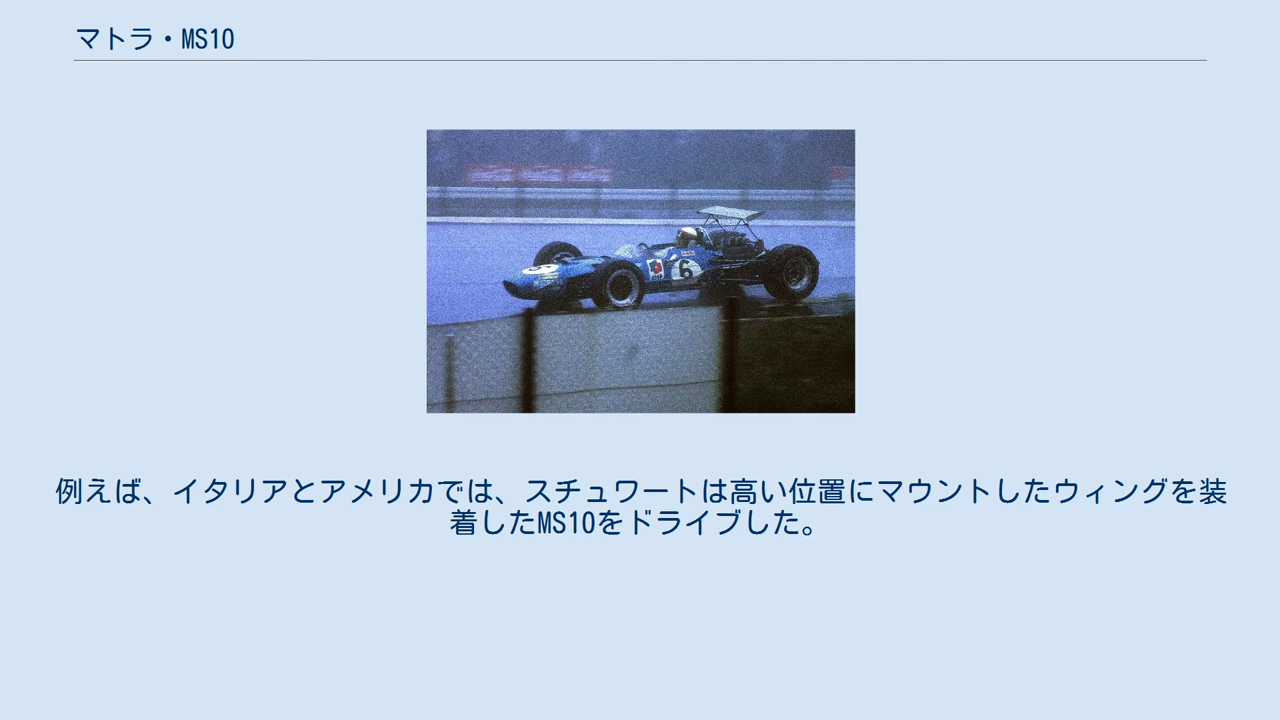 マトラ・MS10
6
例えば、イタリアとアメリカでは、スチュワートは高い位置にマウントしたウィングを装
着したMS10をドライブした。